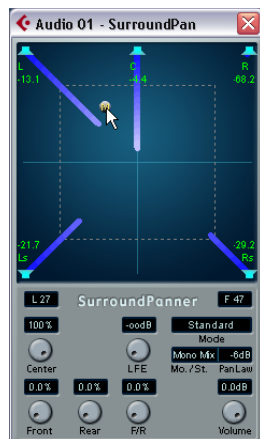 Audio 01 - SurroundPan
L C R
-13.1 -4.4 -68.2
-21.7 -29.2
Ls Rs
L 27 SurroundPanner F 47
100% -oodB Standard
Mode
Center LFE Mono Mix -6dB
Mo./St. PanLaw
0.0% 0.0% 0.0% 0.0dB
Front Rear F/R Volume